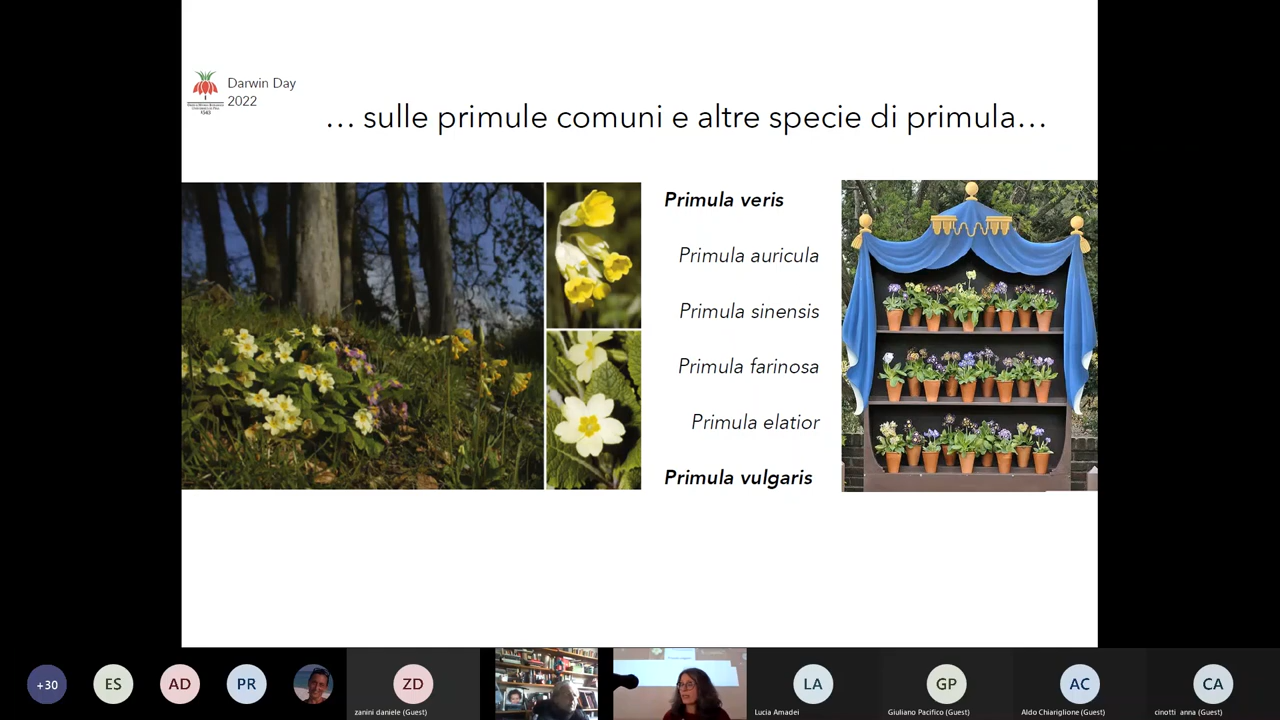 Darwin Day
2022
1543
… sulle primule comuni e altre specie di primula…
Primula veris
Primula auricula
Primula sinensis
Primula farinosa
Primula elatior
Primula vulgaris
+30
ES
AD
PR
ZD
zanini daniele (Guest)
LA
Lucia Amadei
GP
Giuliano Pacifico (Guest)
AC
Aldo Chiariglione (Guest)
CA
cinotti anna (Guest)